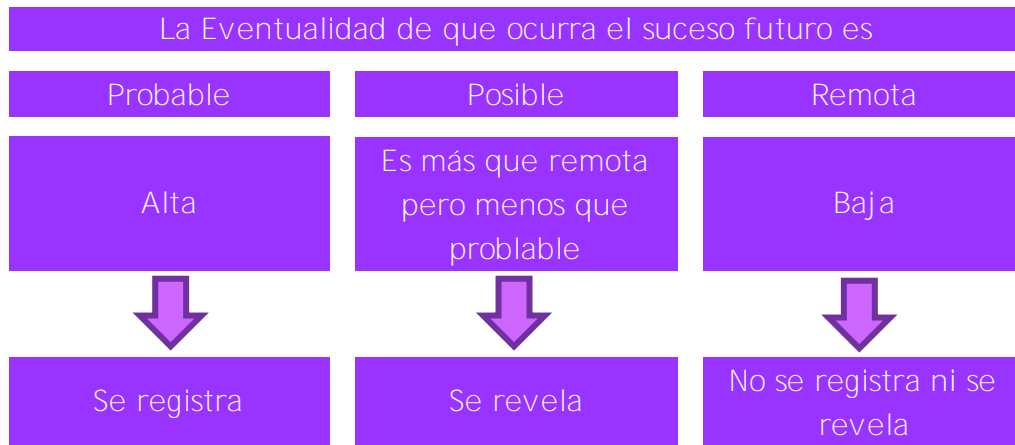 La Eventualidad de que ocurra el suceso futuro es
Probable
Posible
Remota
Alta
Es más que remota
pero menos que
problable
Baja
Se registra
Se revela
No se registra ni se
revela